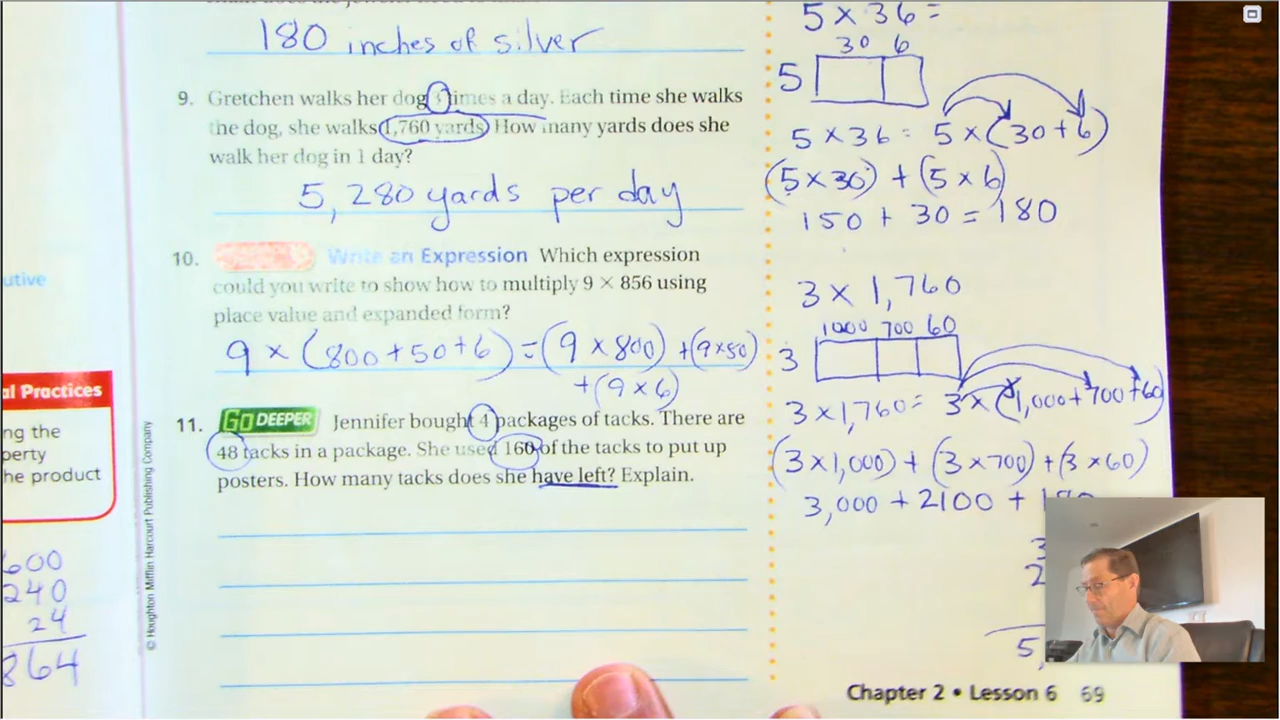 180 inches of silver
9. Gretchen walks her dog 3 times a day. Each time she walks
the dog, she walks 1,760 yards. How many yards does she
walk her dog in 1 day?
5,280 yards per day
10. Write an Expression Which expression
could you write to show how to multiply 9 × 856 using
place value and expanded form?
9 × (800+50+6) = (9×800) + (9×50)
+ (9×6)
11. Go DEEPER Jennifer bought 4 packages of tacks. There are
48 tacks in a package. She used 160 of the tacks to put up
posters. How many tacks does she have left? Explain.
5 × 36 =
30 6
5
5 × 36 = 5 × (30+6)
(5×30) + (5×6)
150 + 30 = 180
3 × 1,760
1000 700 60
3
3×1,760 = 3 × (1,000+700+60)
(3×1,000) + (3×700) + (3×60)
3,000 + 2100 +
3
2
5,
utive
al Practices
ng the
perty
he product
600
240
24
864
© Houghton Mifflin Harcourt Publishing Company
Chapter 2 • Lesson 6 69